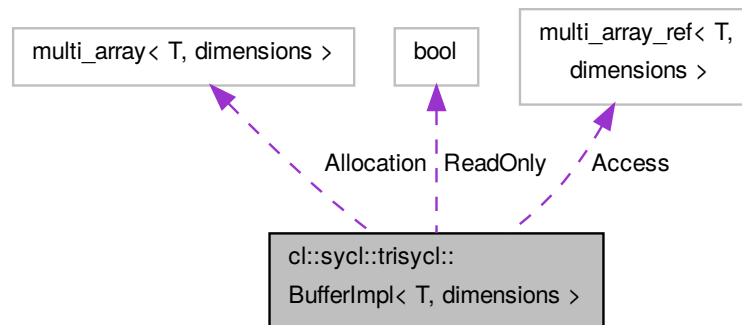 multi_array< T, dimensions >
bool
multi_array_ref< T,
dimensions >
Allocation
ReadOnly
Access
cl::sycl::trisycl::
BufferImpl< T, dimensions >